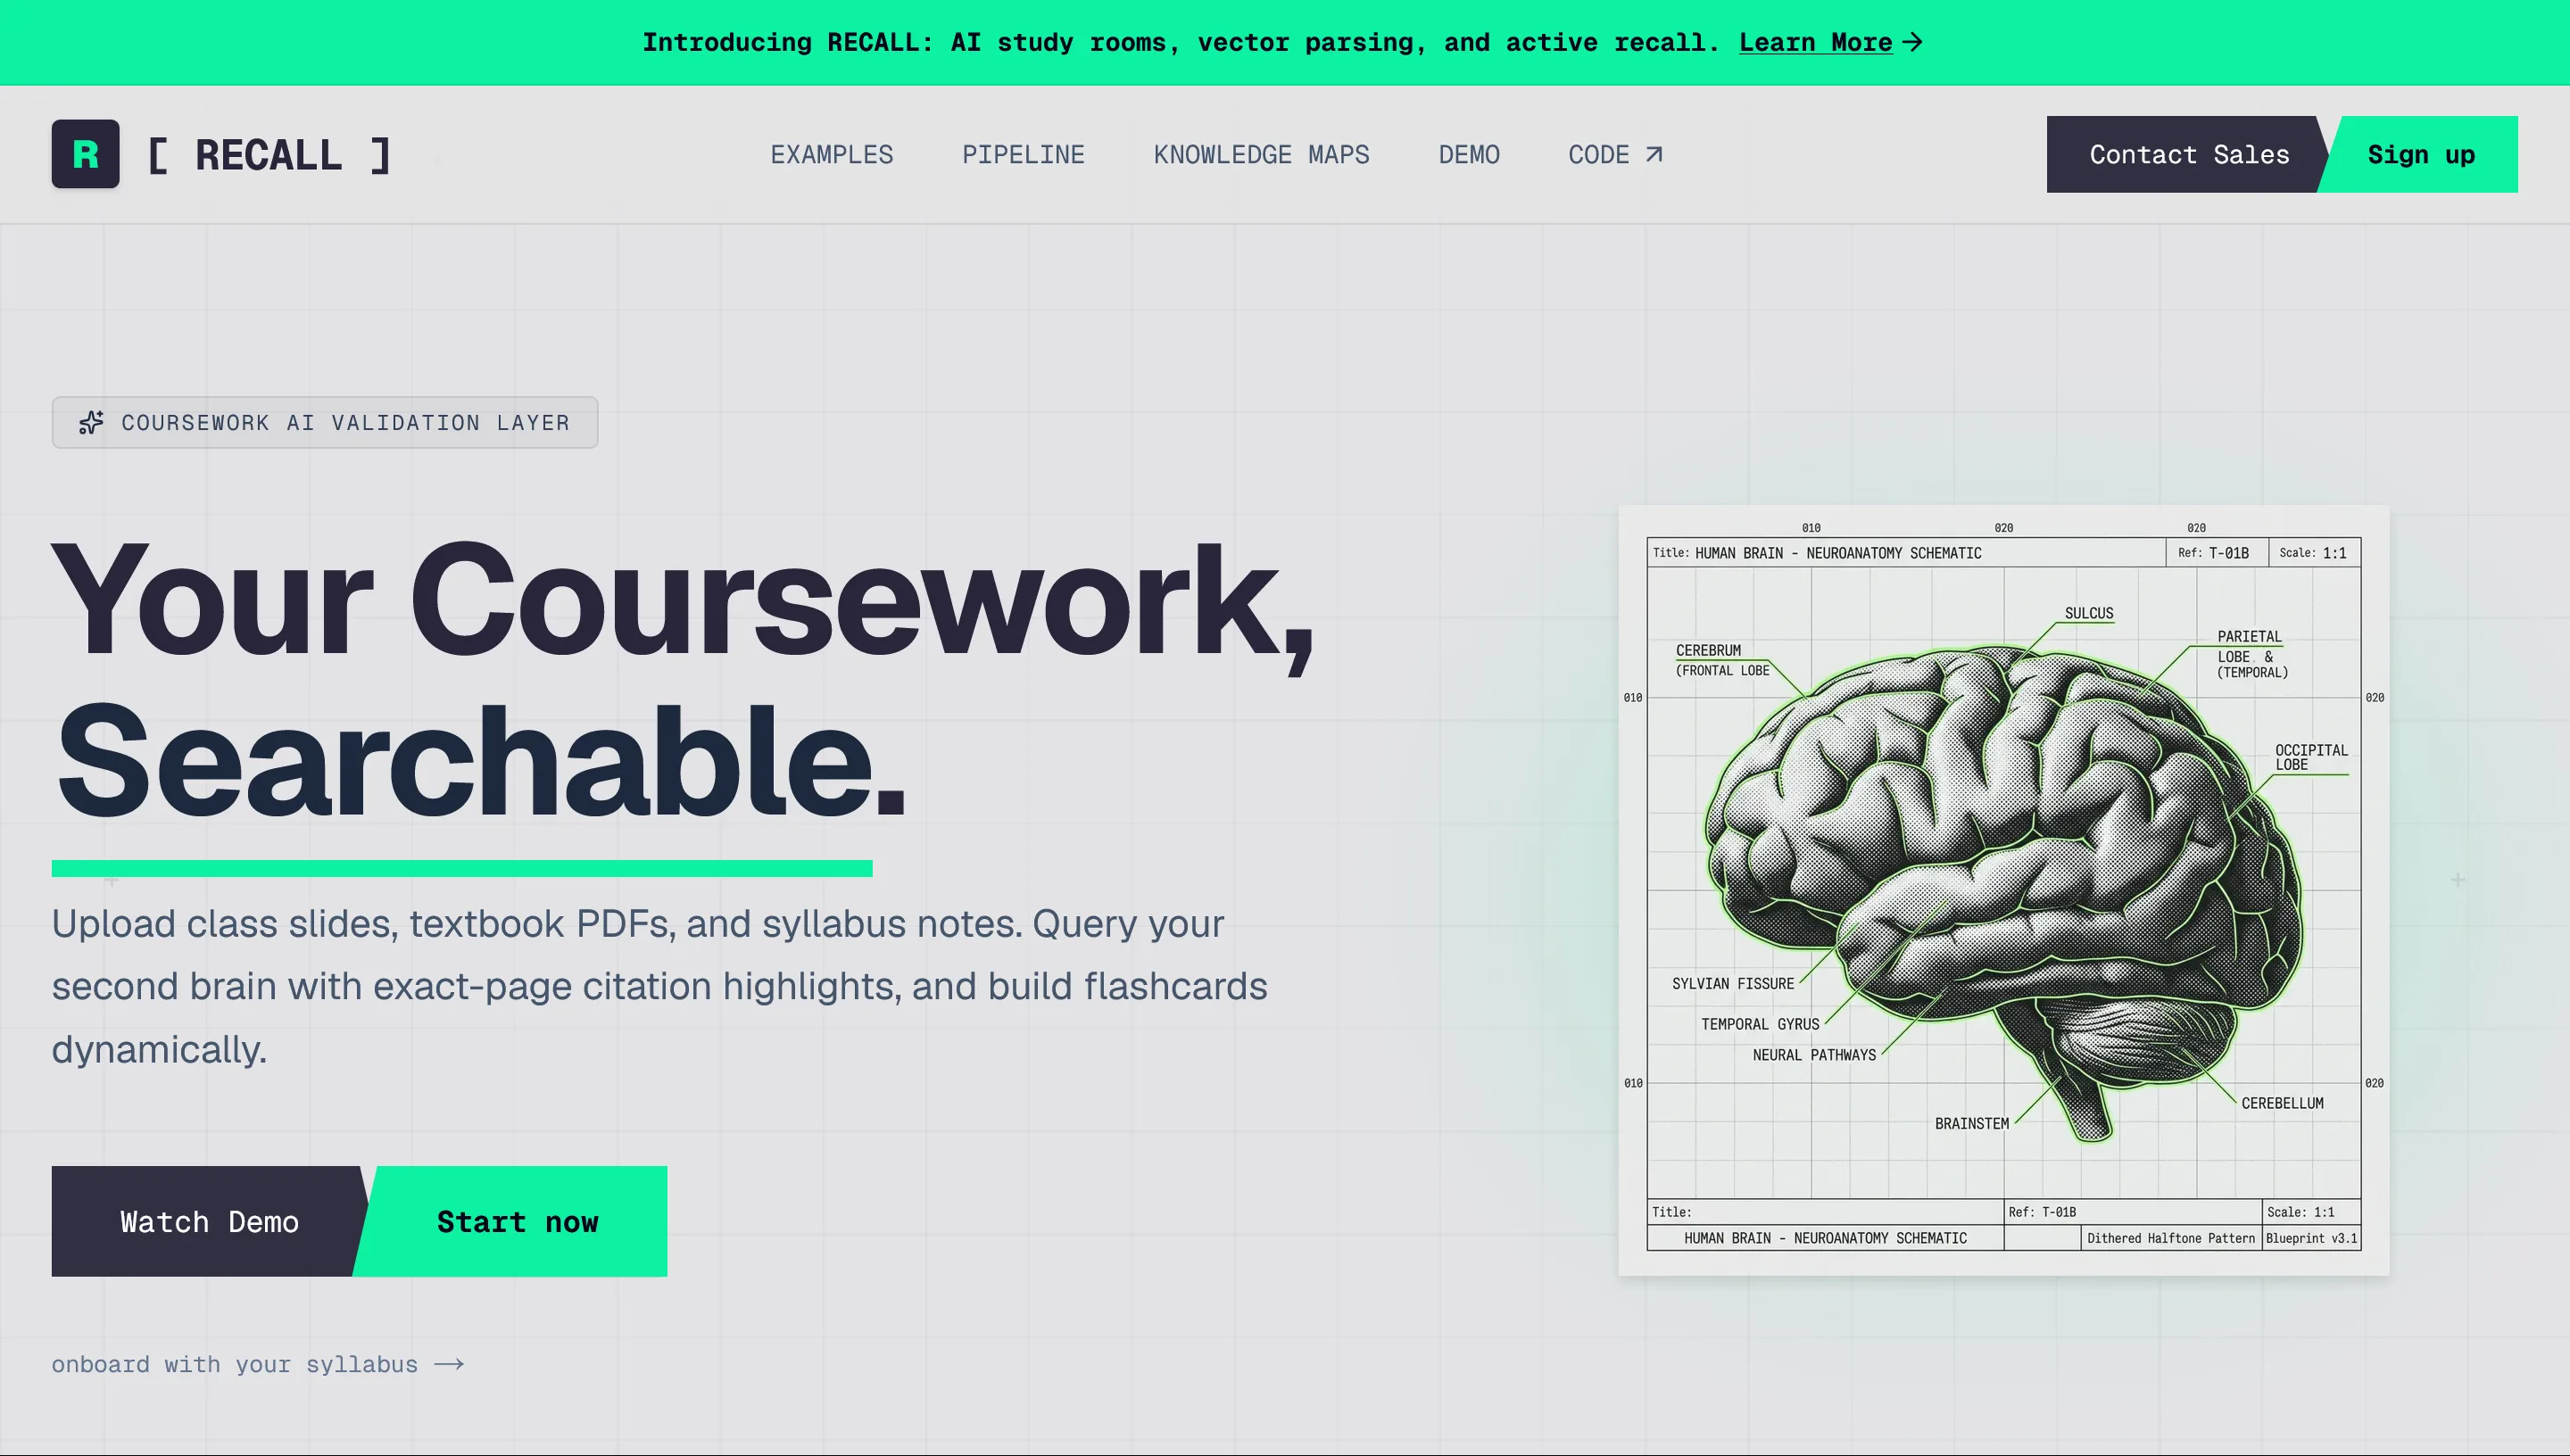 Introducing RECALL: AI study rooms, vector parsing, and active recall. Learn More →
R [ RECALL ]
EXAMPLES PIPELINE KNOWLEDGE MAPS DEMO CODE ↗
Contact Sales Sign up
COURSEWORK AI VALIDATION LAYER
Your Coursework,
Searchable.
Upload class slides, textbook PDFs, and syllabus notes. Query your
second brain with exact-page citation highlights, and build flashcards
dynamically.
Watch Demo Start now
onboard with your syllabus →
010 020 020
Title: HUMAN BRAIN - NEUROANATOMY SCHEMATIC Ref: T-01B Scale: 1:1
SULCUS
CEREBRUM
(FRONTAL LOBE
PARIETAL
LOBE & 
(TEMPORAL)
010 020
OCCIPITAL
LOBE
SYLVIAN FISSURE
TEMPORAL GYRUS
NEURAL PATHWAYS
010 020
CEREBELLUM
BRAINSTEM
Title: Ref: T-01B Scale: 1:1
HUMAN BRAIN - NEUROANATOMY SCHEMATIC Dithered Halftone Pattern Blueprint v3.1